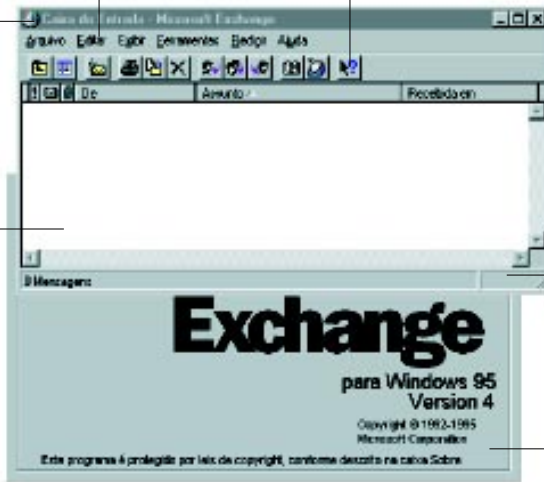 Caixa de Entrada - Microsoft Exchange
Arquivo Editar Exibir Ferramentas Redigir Ajuda
De Assunto Recebida em
0 Mensagens
Exchange
para Windows 95
Version 4
Copyright © 1992-1995
Microsoft Corporation
Este programa é protegido por leis de copyright, conforme descrito na caixa Sobre